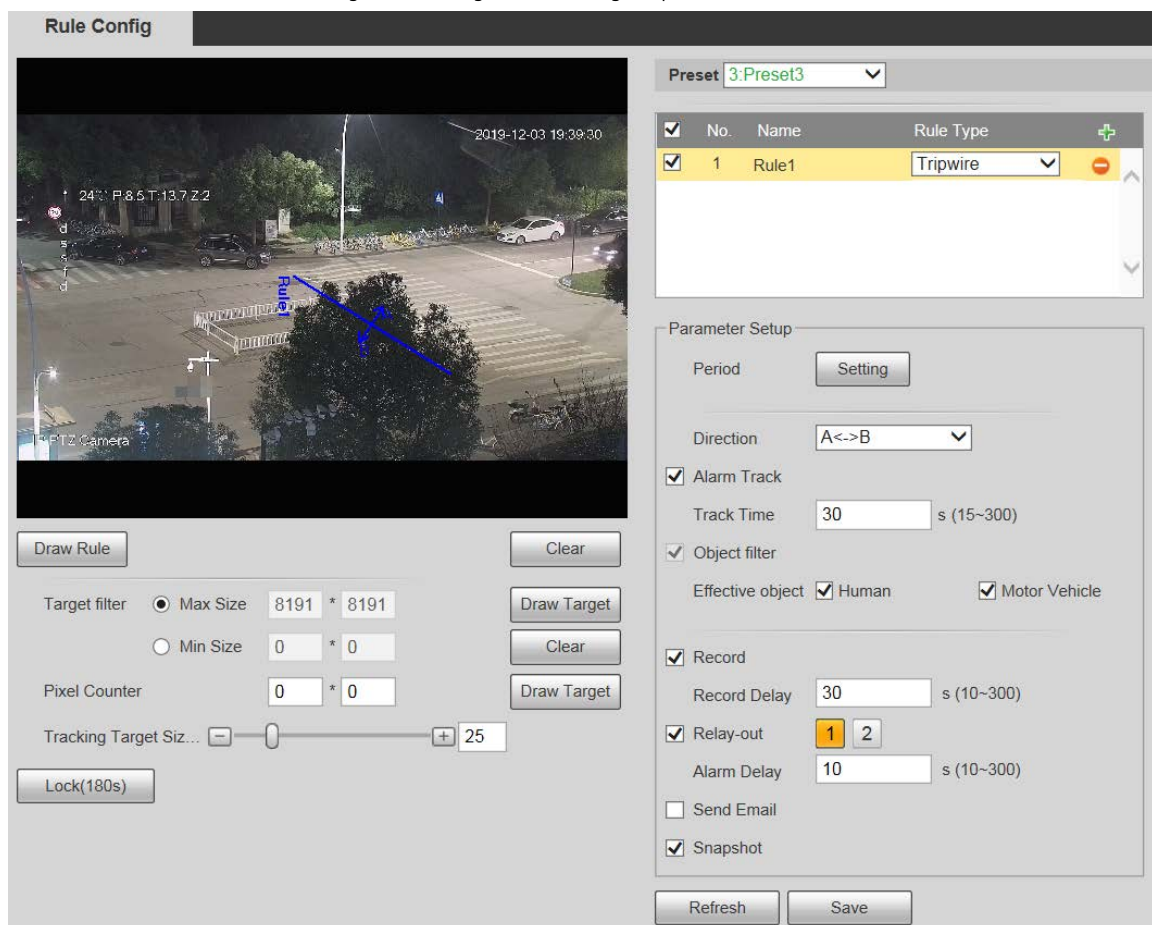 Rule Config
2019-12-03 19:39:30
P:8.5 T:13.7 Z:2
d
s
s
f
d
Rule1
PTZ Camera
Draw Rule
Clear
Target filter
Max Size 8191 * 8191
Draw Target
Min Size 0 * 0
Clear
Pixel Counter 0 * 0
Draw Target
Tracking Target Siz... - + 25
Lock(180s)
Preset 3:Preset3
No. Name Rule Type
1 Rule1 Tripwire
Parameter Setup
Period Setting
Direction A<->B
Alarm Track
Track Time 30 s (15~300)
Object filter
Effective object Human Motor Vehicle
Record
Record Delay 30 s (10~300)
Relay-out 1 2
Alarm Delay 10 s (10~300)
Send Email
Snapshot
Refresh Save